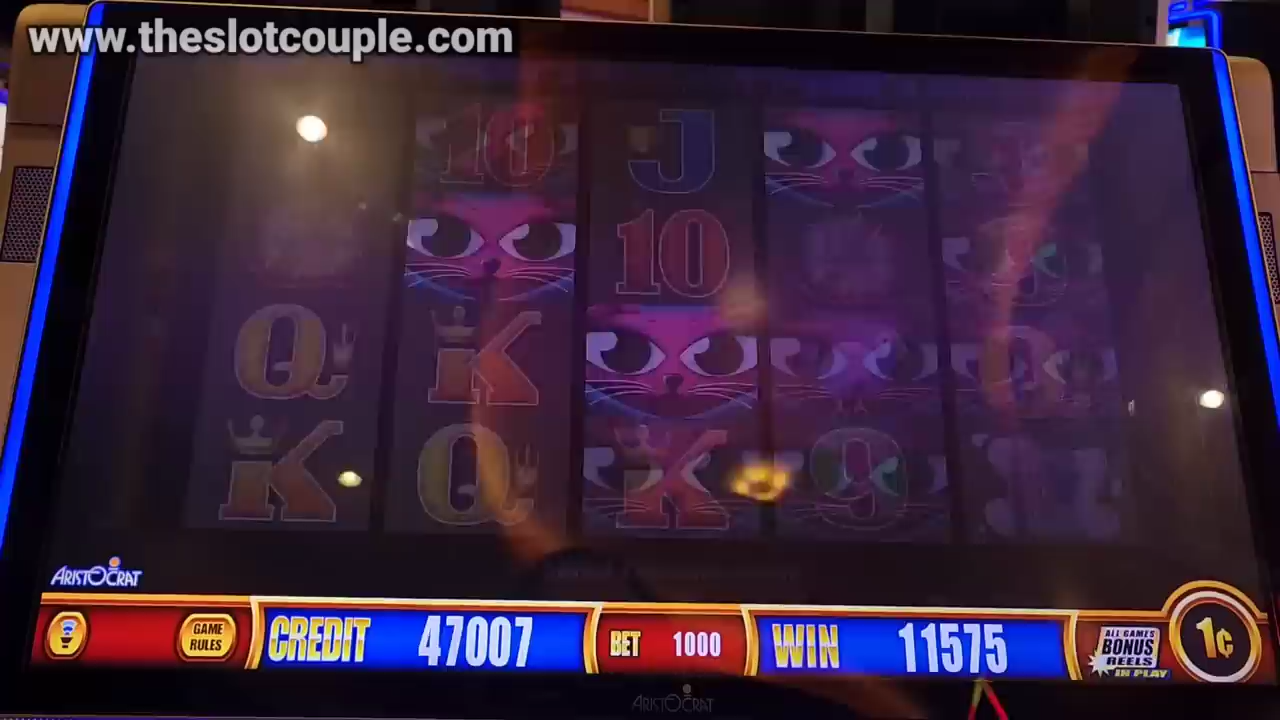 www.theslotcouple.com
10 J
10
Q K
K Q K 9
ARISTOCRAT
GAME
RULES
CREDIT 47007
BET 1000
WIN 11575
ALL GAMES
BONUS
REELS
IN PLAY
1¢
ARISTOCRAT